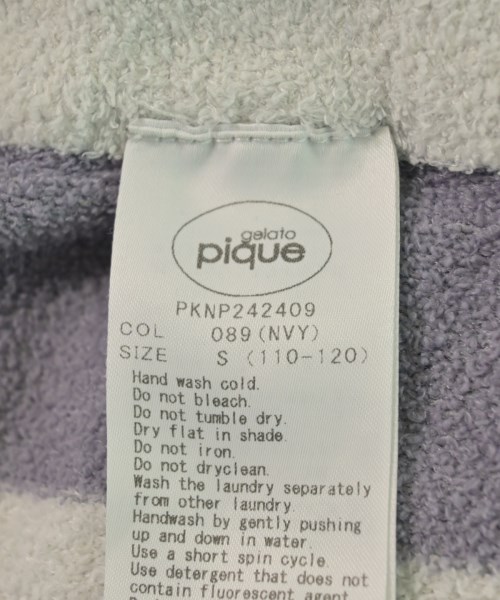 gelato
pique
PKNP242409
COL 089(NVY)
SIZE S (110-120)
Hand wash cold.
Do not bleach.
Do not tumble dry.
Dry flat in shade.
Do not iron.
Do not dryclean.
Wash the laundry separately
from other laundry.
Handwash by gently pushing
up and down in water.
Use a short spin cycle.
Use detergent that does not
contain fluorescent agent.